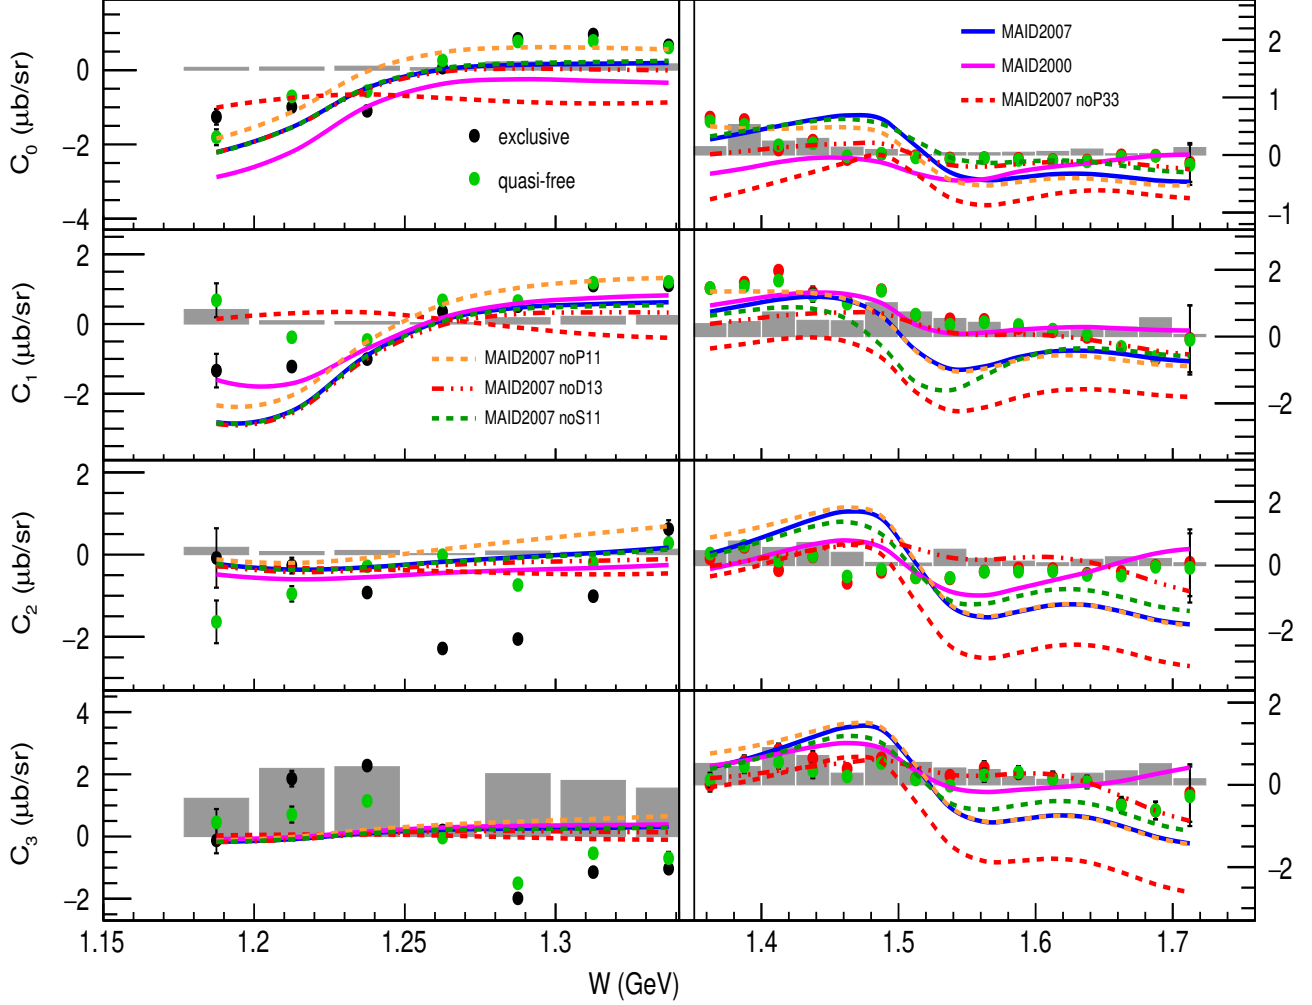 C0 (μb/sr)
0
−2
−4
exclusive
quasi-free
MAID2007
MAID2000
MAID2007 noP33
2
1
0
−1
C1 (μb/sr)
2
0
−2
MAID2007 noP11
MAID2007 noD13
MAID2007 noS11
2
0
−2
C2 (μb/sr)
2
0
−2
2
0
−2
C3 (μb/sr)
4
2
0
−2
2
0
−2
1.15 1.2 1.25 1.3 1.4 1.5 1.6 1.7
W (GeV)